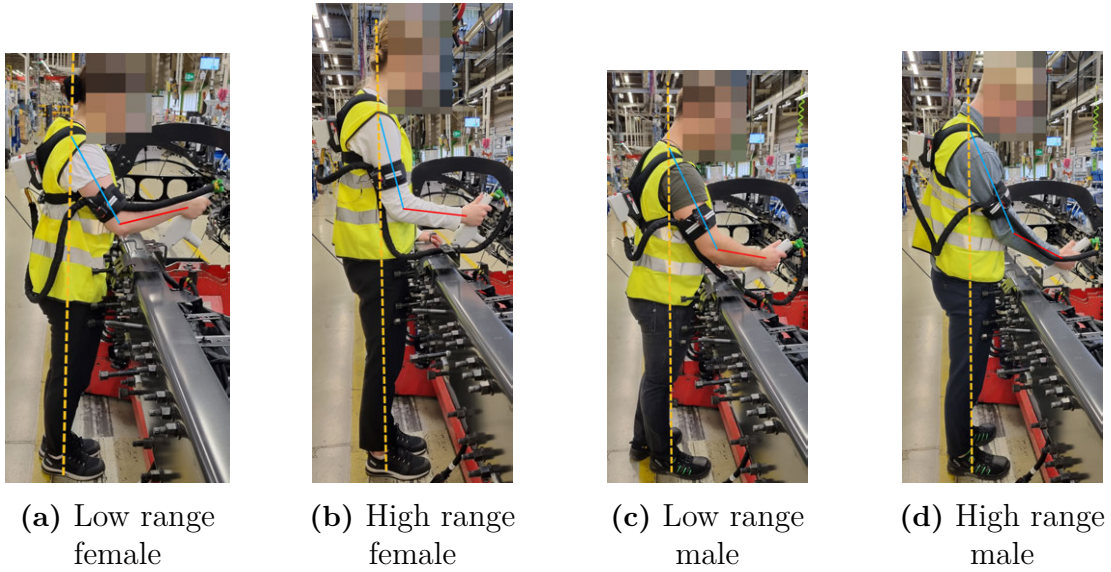 (a) Low range
female
(b) High range
female
(c) Low range
male
(d) High range
male